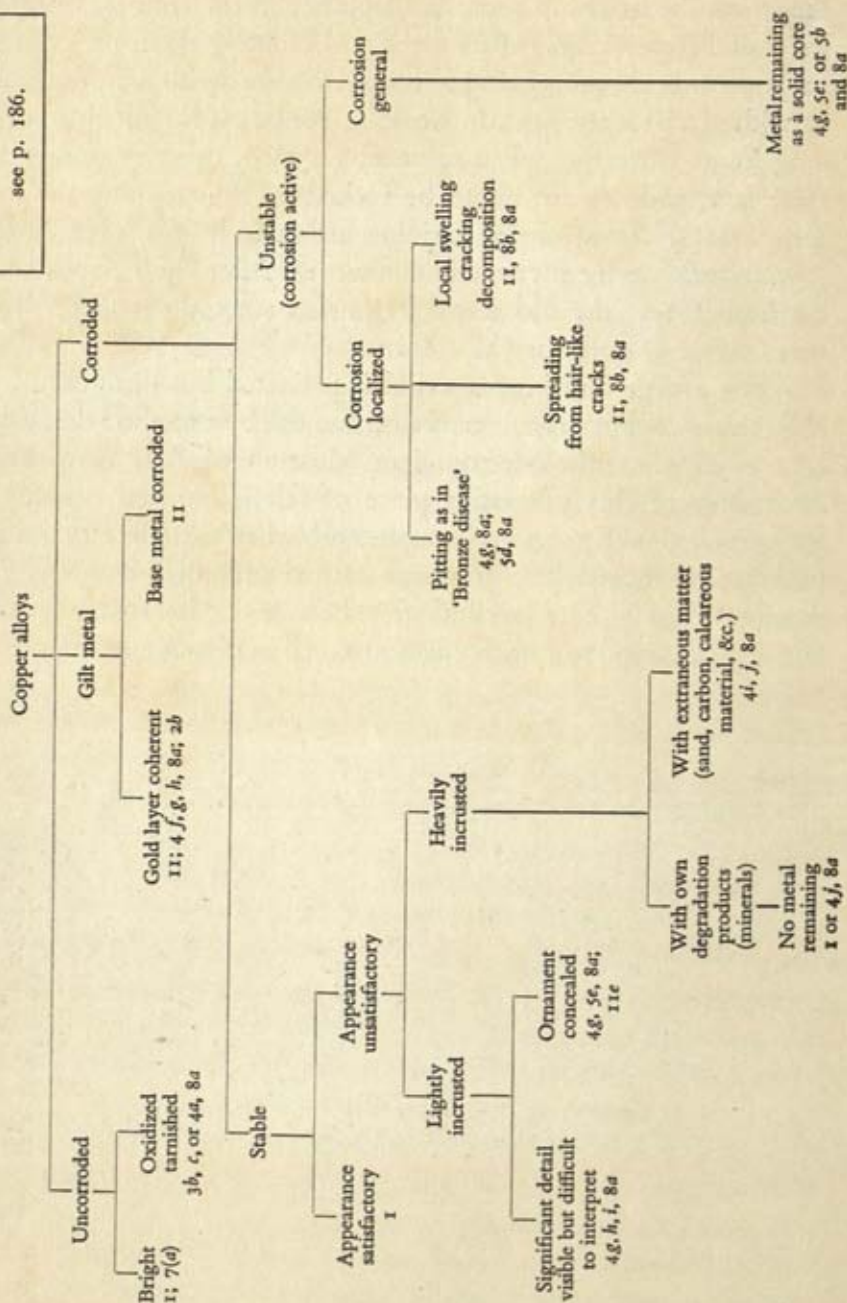 see p. 186.
Copper alloys
Uncorroded
Gilt metal
Corroded
Bright
1; 7(a)
Oxidized
tarnished
3b, c, or 4a, 8a
Gold layer coherent
11; 4 f, g, h, 8a; 2b
Base metal corroded
11
Stable
Unstable
(corrosion active)
Appearance
satisfactory
1
Appearance
unsatisfactory
Corrosion
localized
Corrosion
general
Lightly
incrusted
Heavily
incrusted
Pitting as in
'Bronze disease'
4g, 8a;
5d, 8a
Spreading
from hair-like
cracks
11, 8b, 8a
Local swelling
cracking
decomposition
11, 8b, 8a
Significant detail
visible but difficult
to interpret
4g, h, i, 8a
Ornament
concealed
4g, 5e, 8a;
11e
With own
degradation
products
(minerals)
With extraneous matter
(sand, carbon, calcareous
material, &c.)
4i, j, 8a
No metal
remaining
1 or 4j, 8a
Metal remaining
as a solid core
4g, 5e: or 5b
and 8a